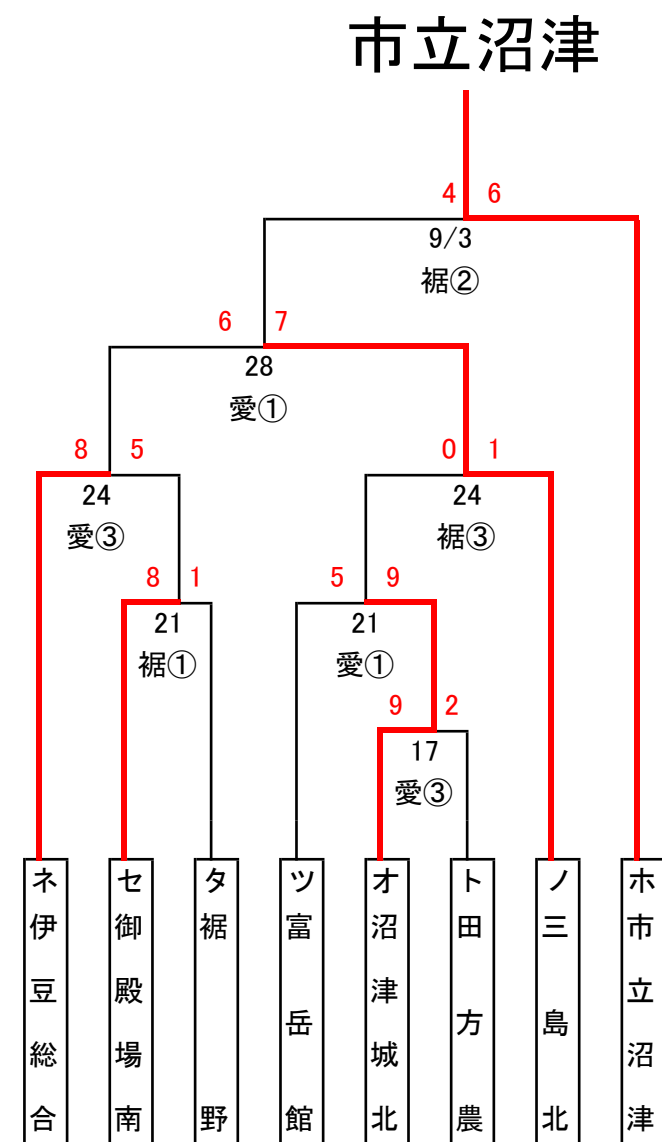 市立沼津
4 6
9/3
裾②
6 7
28
愛①
8 5
0 1
24
愛③
24
裾③
8 1
5 9
21
裾①
21
愛①
9 2
17
愛③
ネ伊豆総合
セ御殿場南
タ裾野
ツ富岳館
オ沼津城北
ト田方農
ノ三島北
ホ市立沼津